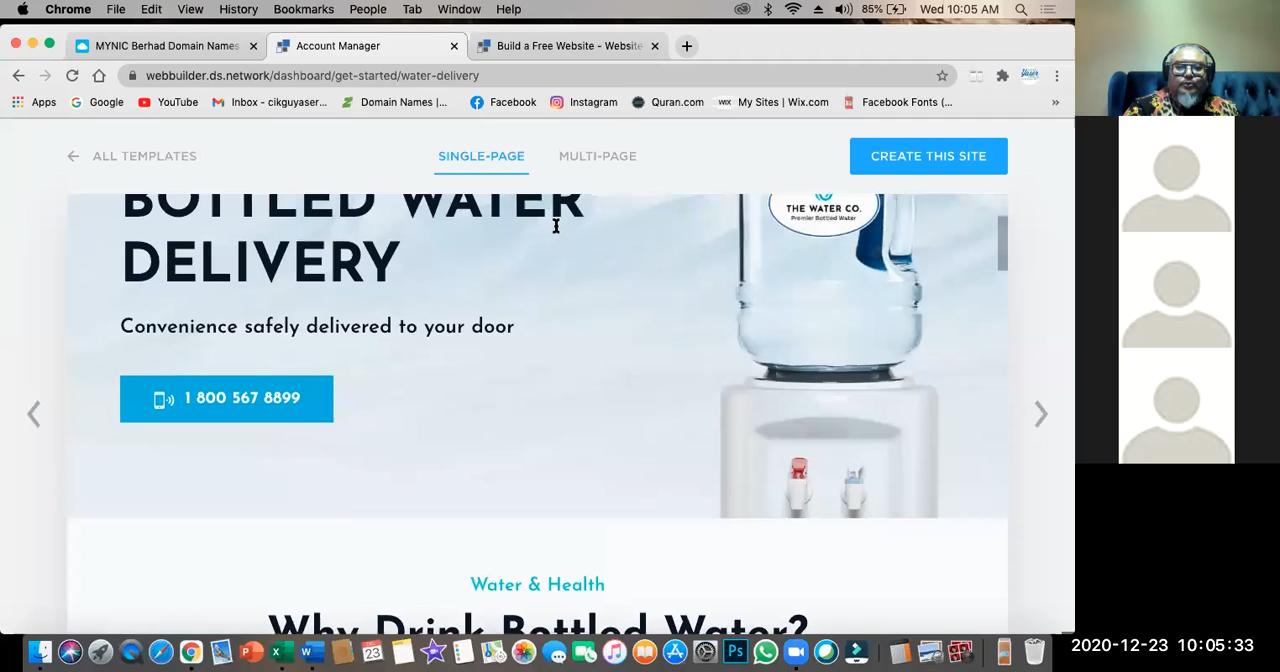 Chrome File Edit View History Bookmarks People Tab Window Help 85% Wed 10:05 AM
MYNIC Berhad Domain Names Account Manager Build a Free Website - Website
webbuilder.ds.network/dashboard/get-started/water-delivery
Apps Google YouTube Inbox - cikguyaser... Domain Names |... Facebook Instagram Quran.com WIX My Sites | Wix.com Facebook Fonts (... »
ALL TEMPLATES SINGLE-PAGE MULTI-PAGE CREATE THIS SITE
BOTTLED WATER
DELIVERY
THE WATER CO.
Premier Bottled Water
Convenience safely delivered to your door
1 800 567 8899
Water & Health
Why Drink Bottled Water?
23
Ps
2020-12-23 10:05:33